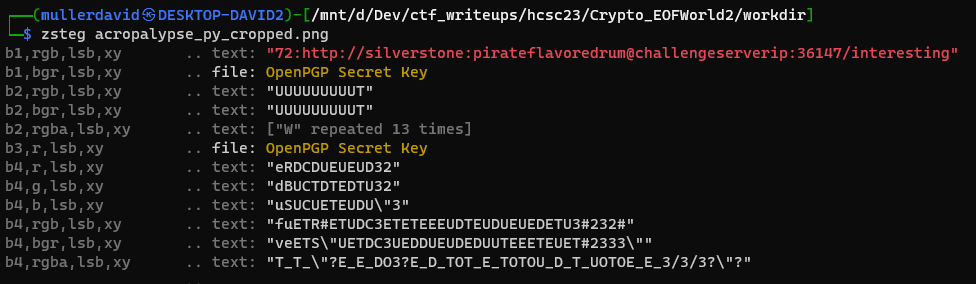 ┌──(mullerdavid㉿DESKTOP-DAVID2)-[/mnt/d/Dev/ctf_writeups/hcsc23/Crypto_EOFWorld2/workdir]
└─$ zsteg acropalypse_py_cropped.png
b1,rgb,lsb,xy .. text: "72:http://silverstone:pirateflavoredrum@challengeserverip:36147/interesting"
b1,bgr,lsb,xy .. file: OpenPGP Secret Key
b2,rgb,lsb,xy .. text: "UUUUUUUUUT"
b2,bgr,lsb,xy .. text: "UUUUUUUUUT"
b2,rgba,lsb,xy .. text: ["W" repeated 13 times]
b3,r,lsb,xy .. file: OpenPGP Secret Key
b4,r,lsb,xy .. text: "eRDCDUEUEUD32"
b4,g,lsb,xy .. text: "dBUCTDTEDTU32"
b4,b,lsb,xy .. text: "uSUCUETEUDU\"3"
b4,rgb,lsb,xy .. text: "fuETR#ETUDC3ETETEEEUDTEUDUEUEDETU3#232#"
b4,bgr,lsb,xy .. text: "veETS\"UETDC3UEDDUEUDEDUUTEEETEUET#2333\""
b4,rgba,lsb,xy .. text: "T_T_\"?E_E_DO3?E_D_TOT_E_TOTOU_D_T_UOTOE_E_3/3/3?\"?"